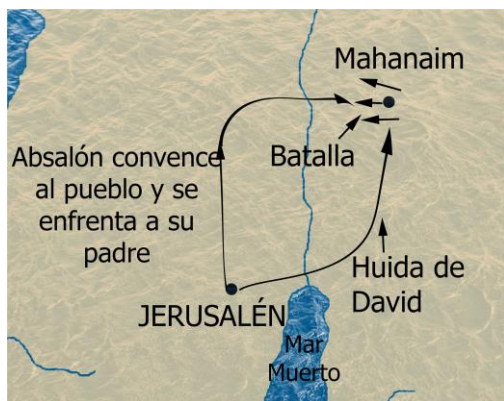 Mahanaim
Batalla
Absalón convence
al pueblo y se
enfrenta a su
padre
Huida de
David
JERUSALÉN
Mar
Muerto